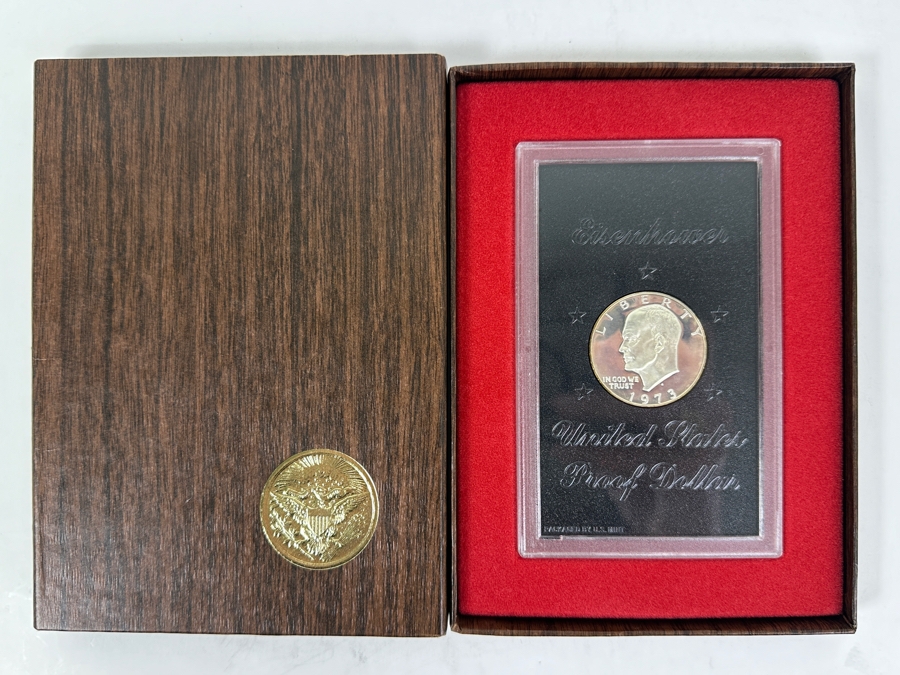 Eisenhower
LIBERTY
IN GOD WE
TRUST
1973
United States
Proof Dollar
PACKAGED BY U.S. MINT